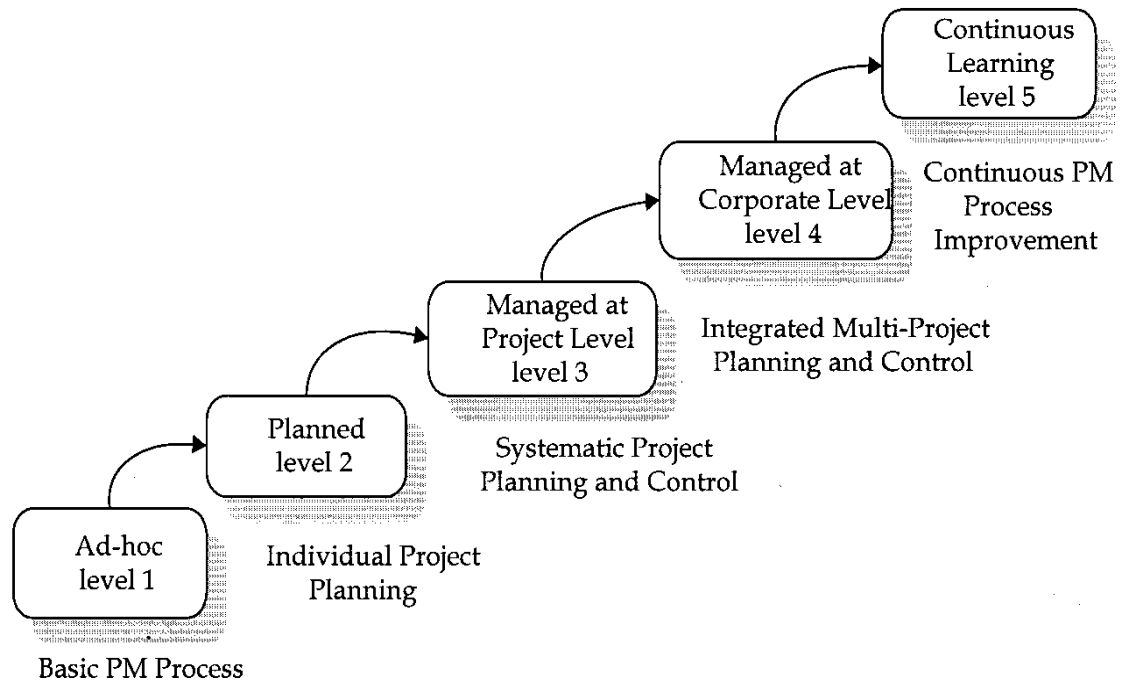 Continuous
Learning
level 5
Managed at
Corporate Level
level 4
Continuous PM
Process
Improvement
Managed at
Project Level
level 3
Integrated Multi-Project
Planning and Control
Planned
level 2
Systematic Project
Planning and Control
Ad-hoc
level 1
Individual Project
Planning
Basic PM Process